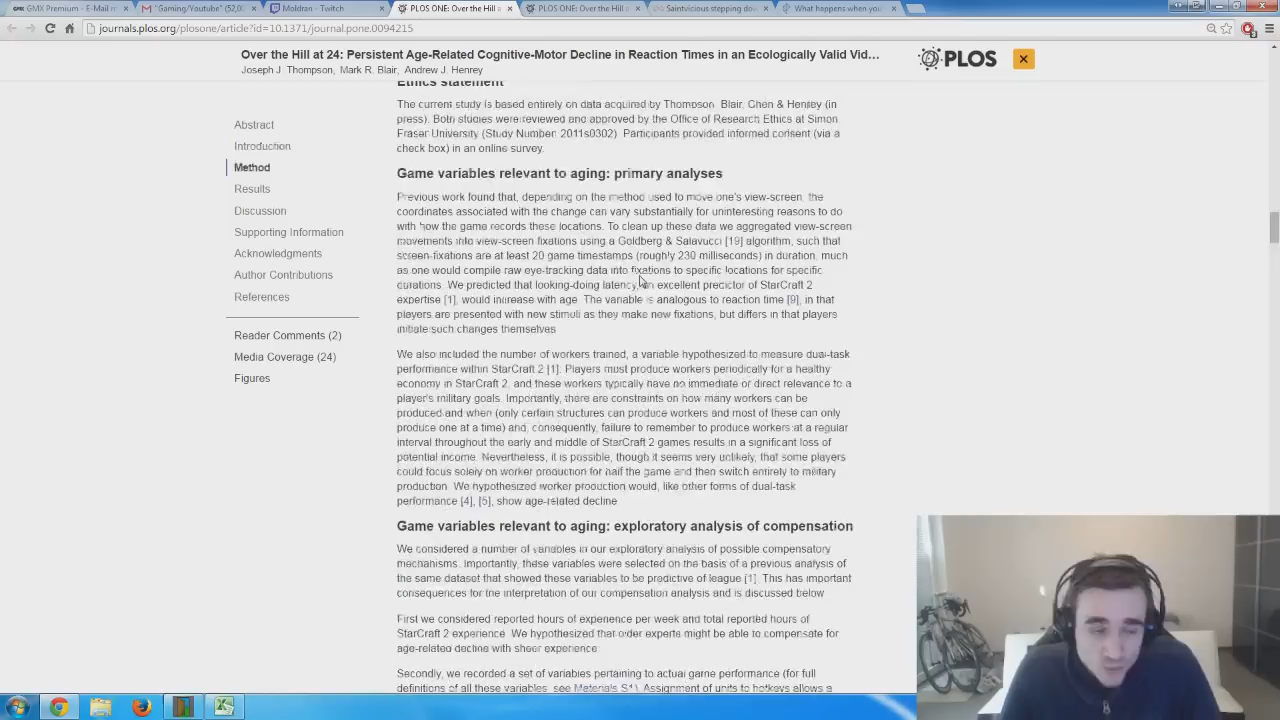 GMX Premium - E-Mail m
"Gaming/Youtube" (52,0
Moldran - Twitch
PLOS ONE: Over the Hill a
PLOS ONE: Over the Hill a
Saintvicious stepping dow
What happens when you
journals.plos.org/plosone/article?id=10.1371/journal.pone.0094215
Over the Hill at 24: Persistent Age-Related Cognitive-Motor Decline in Reaction Times in an Ecologically Valid Vid…
Joseph J Thompson, Mark R. Blair, Andrew J. Henrey
PLOS
Abstract
Introduction
Method
Results
Discussion
Supporting Information
Acknowledgments
Author Contributions
References
Reader Comments (2)
Media Coverage (24)
Figures
Ethics statement
The current study is based entirely on data acquired by Thompson, Blair, Chen & Henrey (in
press). Both studies were reviewed and approved by the Office of Research Ethics at Simon
Fraser University (Study Number: 2011s0302). Participants provided informed consent (via a
check box) in an online survey.
Game variables relevant to aging: primary analyses
Previous work found that, depending on the method used to move one's view-screen, the
coordinates associated with the change can vary substantially for uninteresting reasons to do
with how the game records these locations. To clean up these data we aggregated view-screen
movements into view-screen fixations using a Goldberg & Salavucci [19] algorithm, such that
screen-fixations are at least 20 game timestamps (roughly 230 milliseconds) in duration, much
as one would compile raw eye-tracking data into fixations to specific locations for specific
durations. We predicted that looking-doing latency, an excellent predictor of StarCraft 2
expertise [1], would increase with age. The variable is analogous to reaction time [9], in that
players are presented with new stimuli as they make new fixations, but differs in that players
initiate such changes themselves
We also included the number of workers trained, a variable hypothesized to measure dual-task
performance within StarCraft 2 [1]. Players must produce workers periodically for a healthy
economy in StarCraft 2, and these workers typically have no immediate or direct relevance to a
player's military goals. Importantly, there are constraints on how many workers can be
produced and when (only certain structures can produce workers and most of these can only
produce one at a time) and, consequently, failure to remember to produce workers at a regular
interval throughout the early and middle of StarCraft 2 games results in a significant loss of
potential income. Nevertheless, it is possible, though it seems very unlikely, that some players
could focus solely on worker production for half the game and then switch entirely to military
production. We hypothesized worker production would, like other forms of dual-task
performance [4], [5], show age-related decline
Game variables relevant to aging: exploratory analysis of compensation
We considered a number of variables in our exploratory analysis of possible compensatory
mechanisms. Importantly, these variables were selected on the basis of a previous analysis of
the same dataset that showed these variables to be predictive of league [1]. This has important
consequences for the interpretation of our compensation analysis and is discussed below
First we considered reported hours of experience per week and total reported hours of
StarCraft 2 experience. We hypothesized that older experts might be able to compensate for
age-related decline with sheer experience
Secondly, we recorded a set of variables pertaining to actual game performance (for full
definitions of all these variables, see Materials S1). Assignment of units to hotkeys allows a